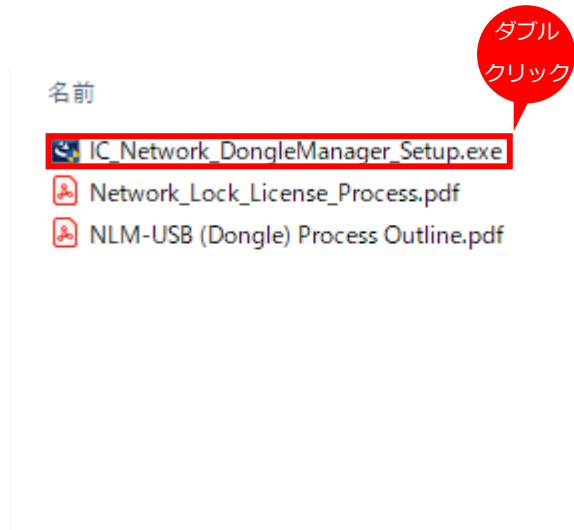 ダブル
クリック
名前
IC_Network_DongleManager_Setup.exe
Network_Lock_License_Process.pdf
NLM-USB (Dongle) Process Outline.pdf